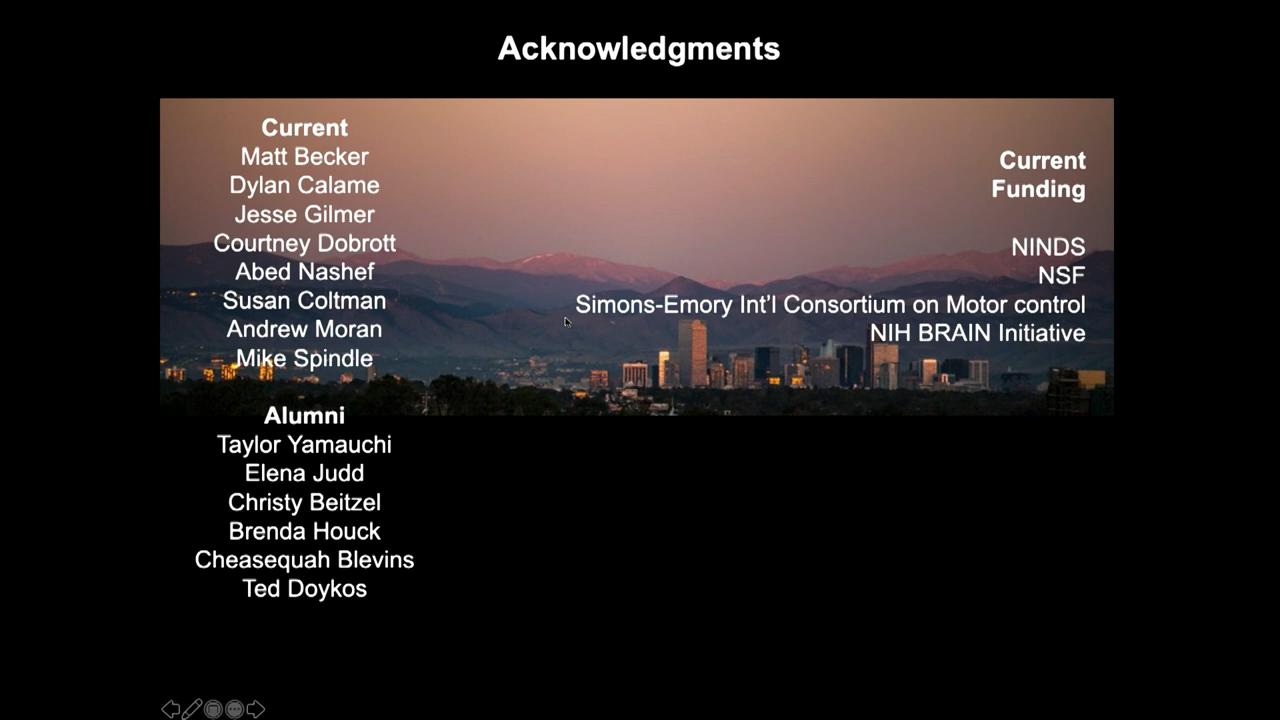 Acknowledgments
Current
Matt Becker
Dylan Calame
Jesse Gilmer
Courtney Dobrott
Abed Nashef
Susan Coltman
Andrew Moran
Mike Spindle
Alumni
Taylor Yamauchi
Elena Judd
Christy Beitzel
Brenda Houck
Cheasequah Blevins
Ted Doykos
Current
Funding
NINDS
NSF
Simons-Emory Int’l Consortium on Motor control
NIH BRAIN Initiative